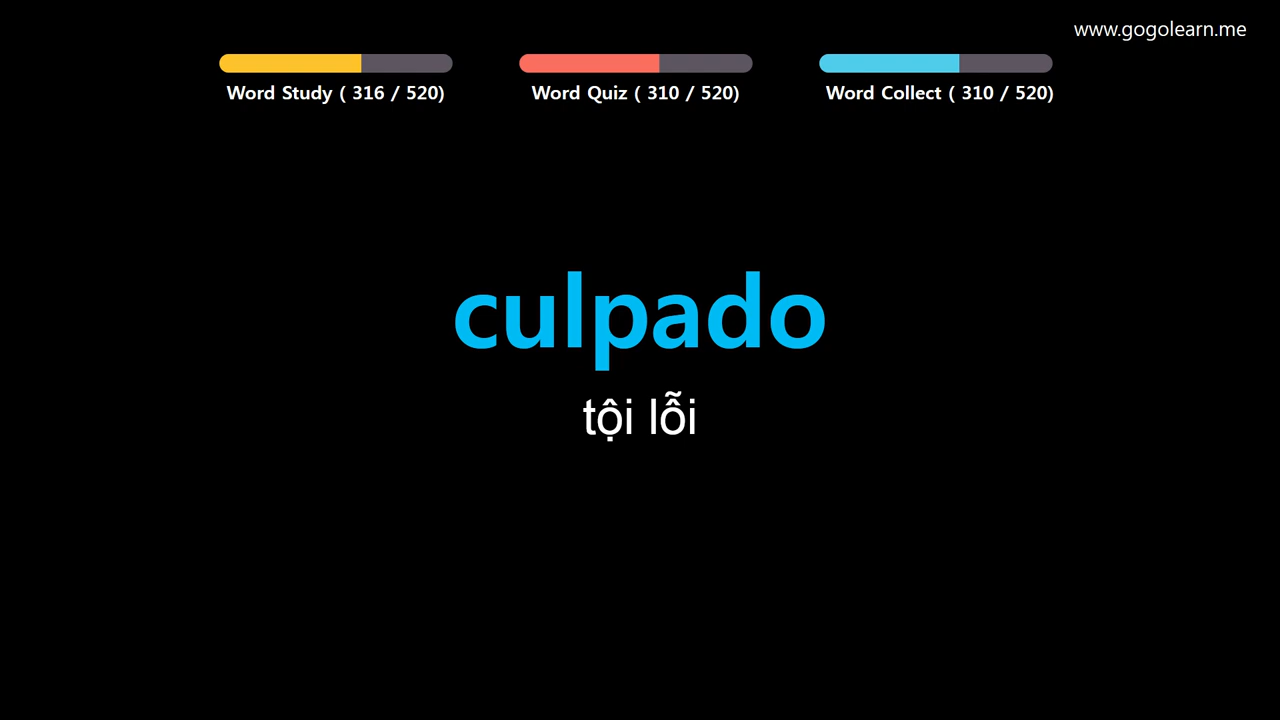 www.gogolearn.me
Word Study ( 316 / 520)
Word Quiz ( 310 / 520)
Word Collect ( 310 / 520)
culpado
tội lỗi